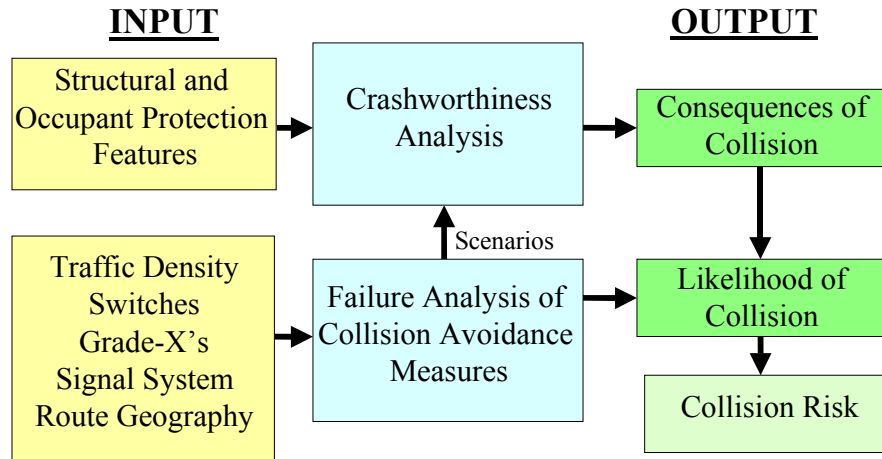 INPUT
OUTPUT
Structural and
Occupant Protection
Features
Crashworthiness
Analysis
Consequences of
Collision
Scenarios
Traffic Density
Switches
Grade-X's
Signal System
Route Geography
Failure Analysis of
Collision Avoidance
Measures
Likelihood of
Collision
Collision Risk